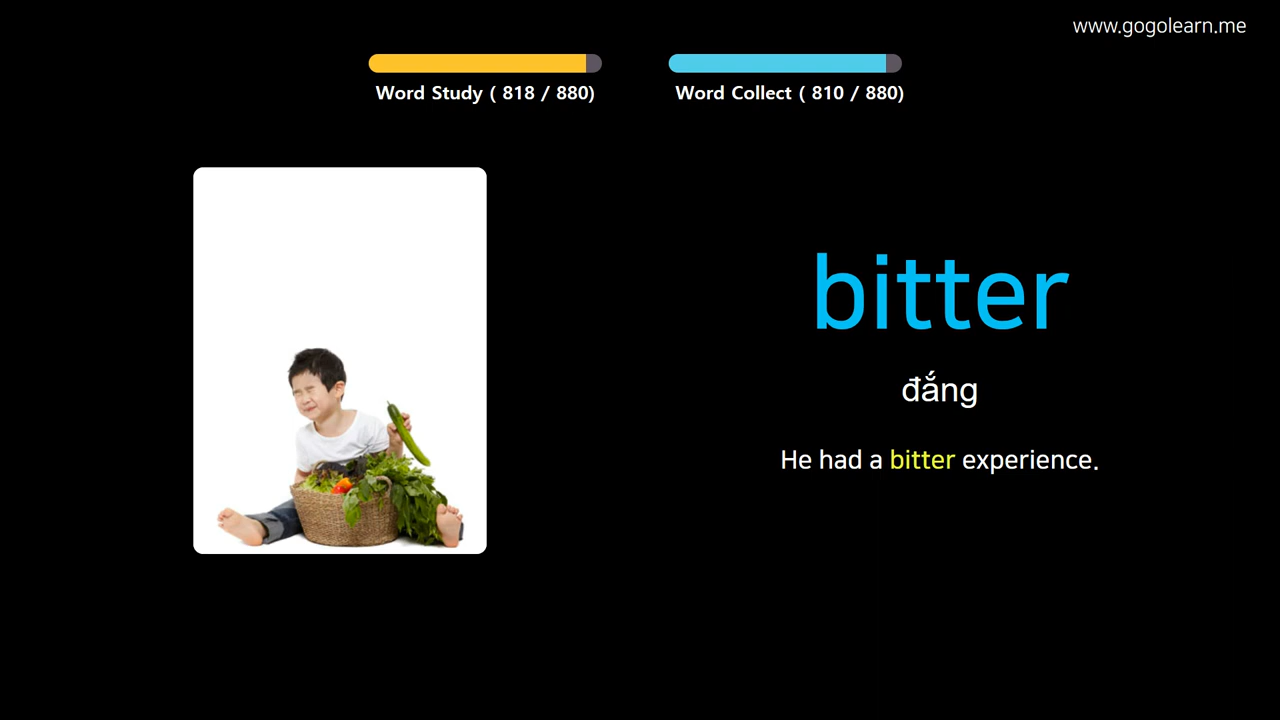 www.gogolearn.me
Word Study ( 818 / 880)
Word Collect ( 810 / 880)
bitter
đắng
He had a bitter experience.